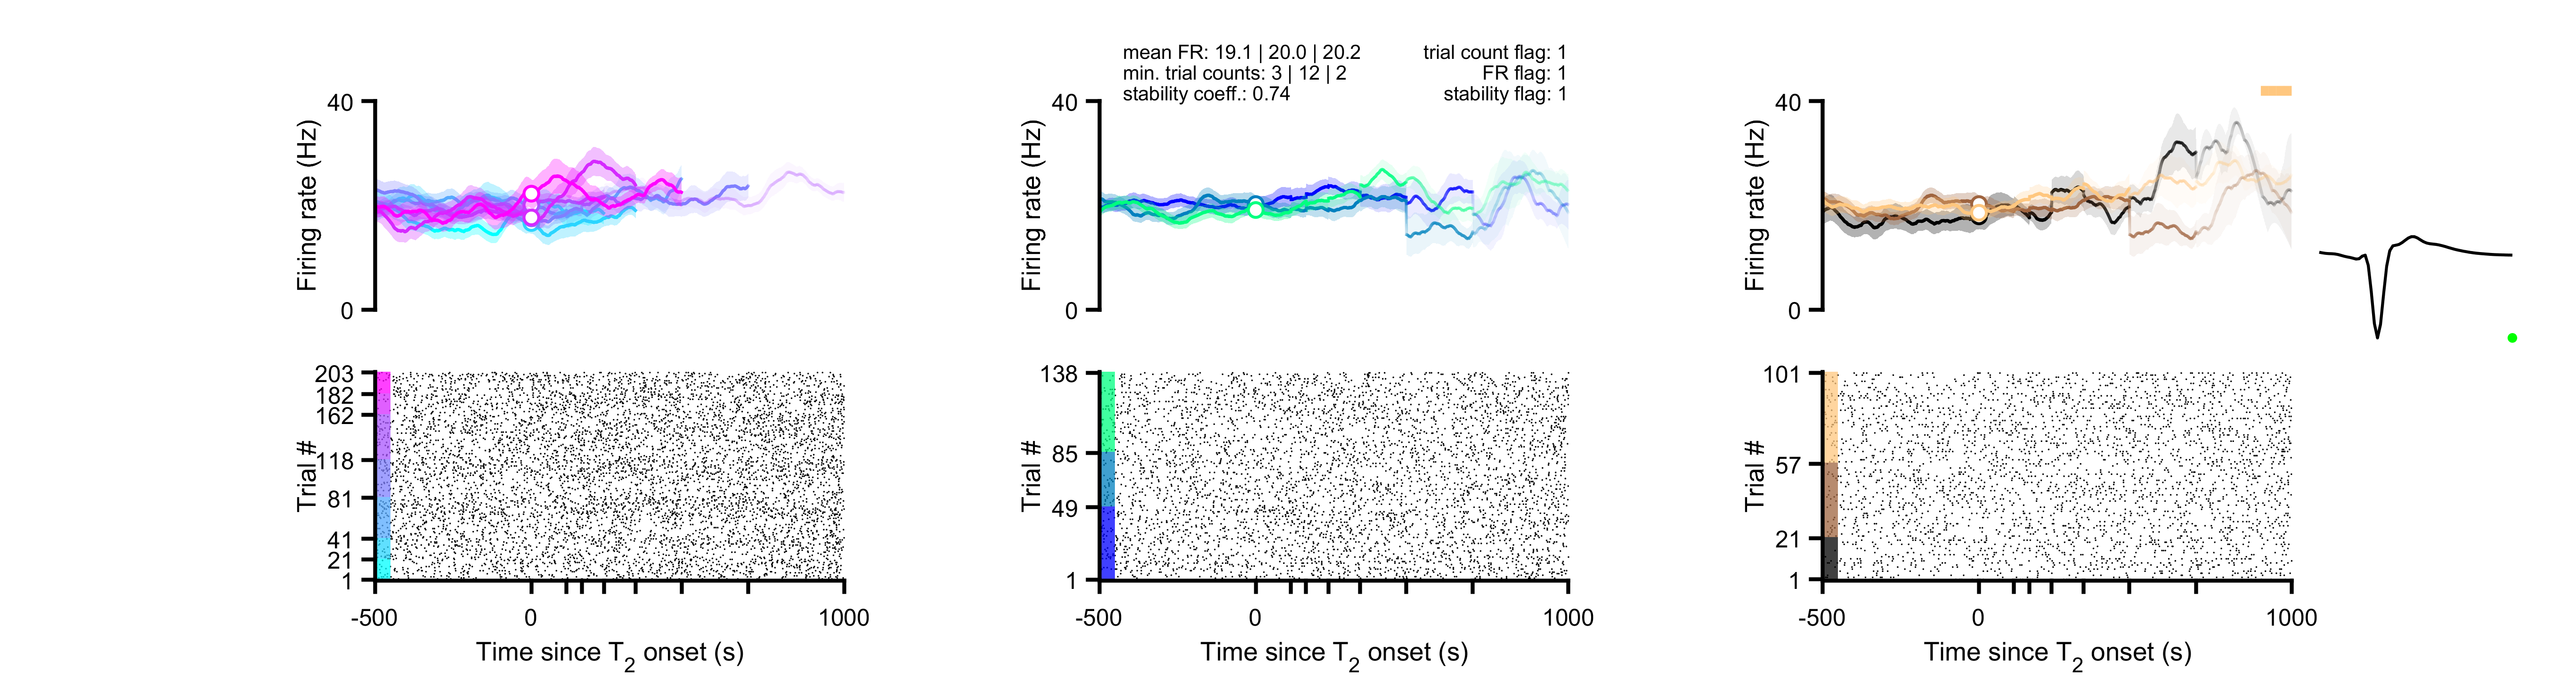 mean FR: 19.1 | 20.0 | 20.2
min. trial counts: 3 | 12 | 2
stability coeff.: 0.74
trial count flag: 1
FR flag: 1
stability flag: 1
40
Firing rate (Hz)
0
40
Firing rate (Hz)
0
40
Firing rate (Hz)
0
203
182
162
118
81
41
21
1
Trial #
-500
0
1000
Time since T2 onset (s)
138
85
49
1
Trial #
-500
0
1000
Time since T2 onset (s)
101
57
21
1
Trial #
-500
0
1000
Time since T2 onset (s)